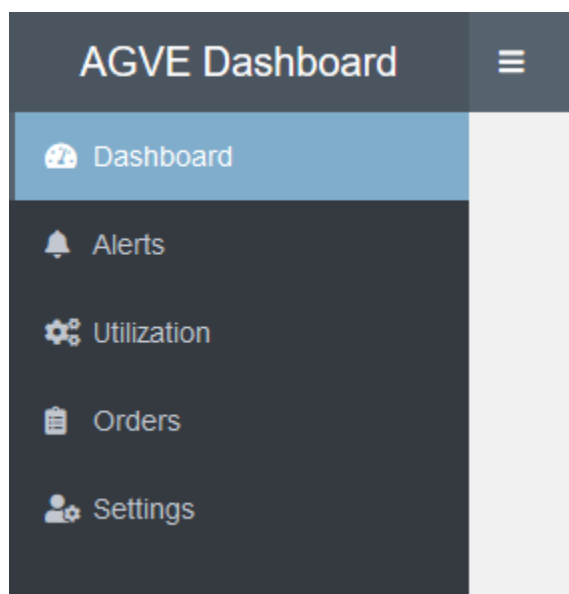 AGVE Dashboard
Dashboard
Alerts
Utilization
Orders
Settings